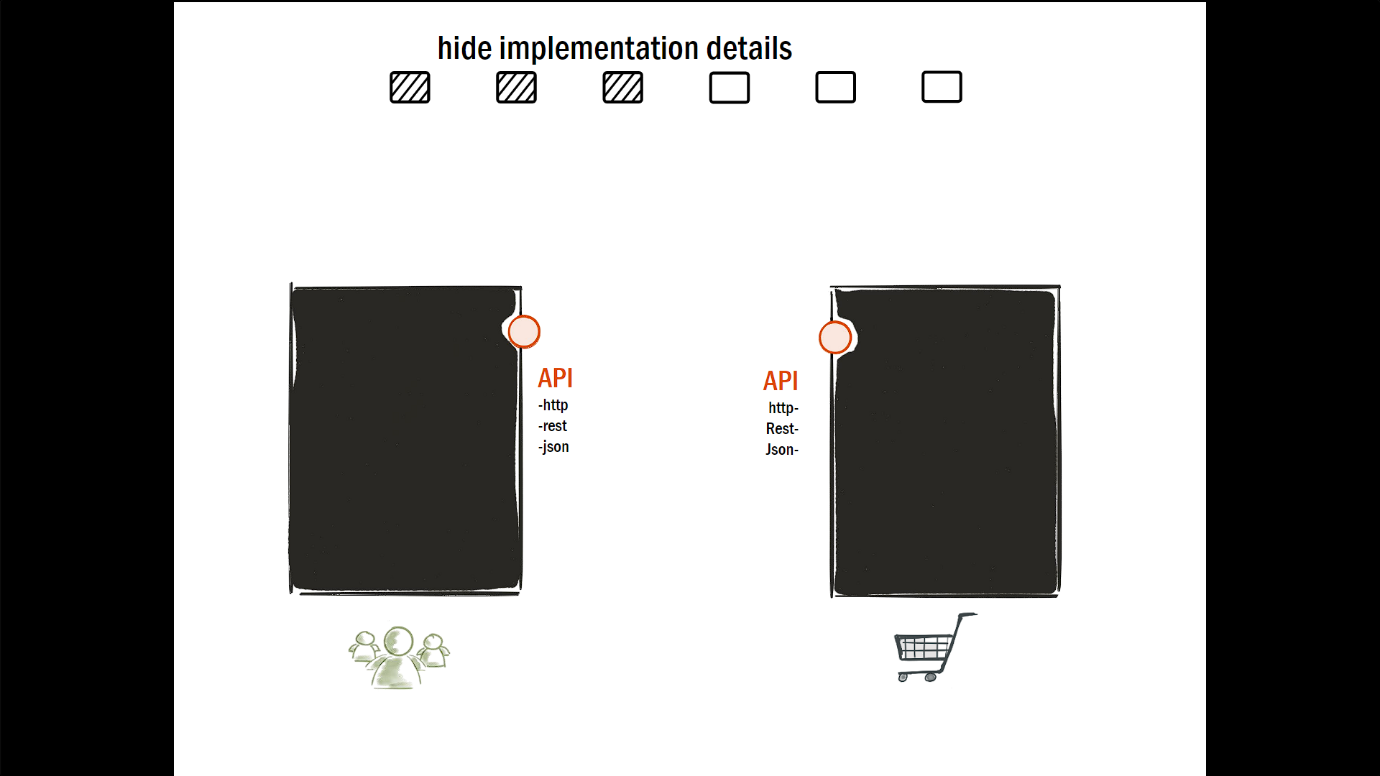 hide implementation details
API
-http
-rest
-json
API
http-
Rest-
Json-